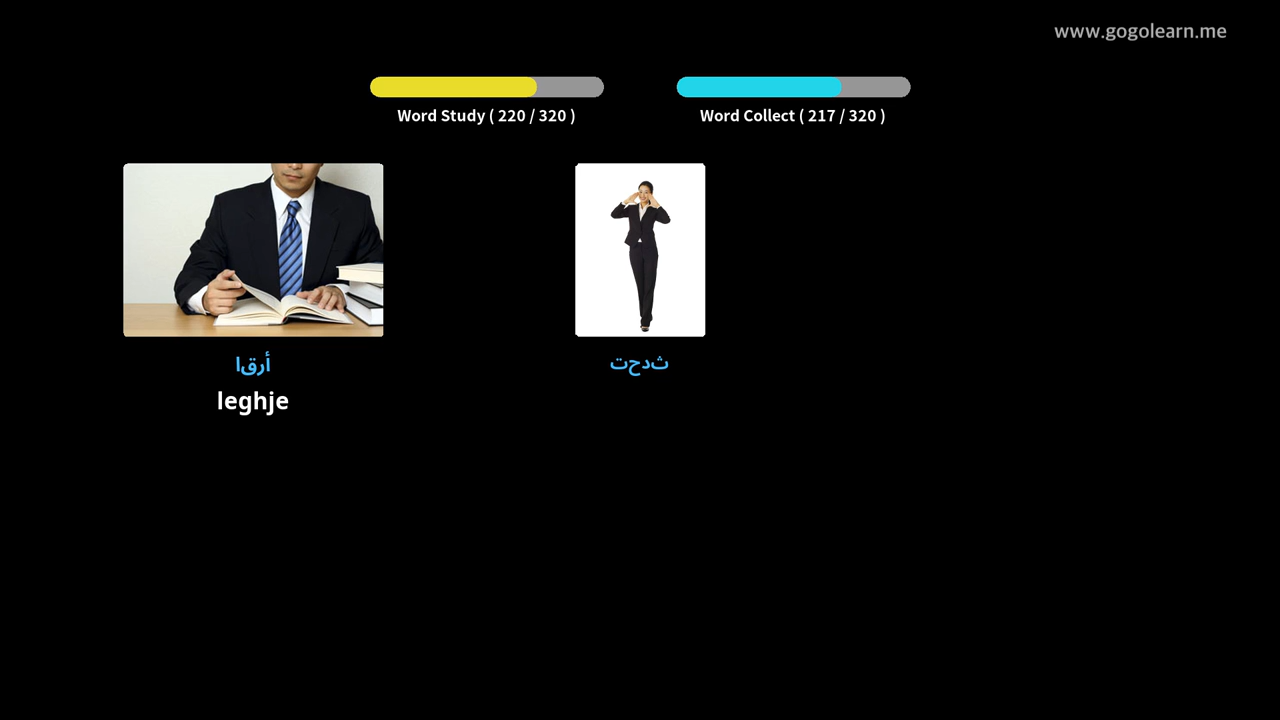 www.gogolearn.me
Word Study ( 220 / 320 )
Word Collect ( 217 / 320 )
أرقا
ثدحت
leghje